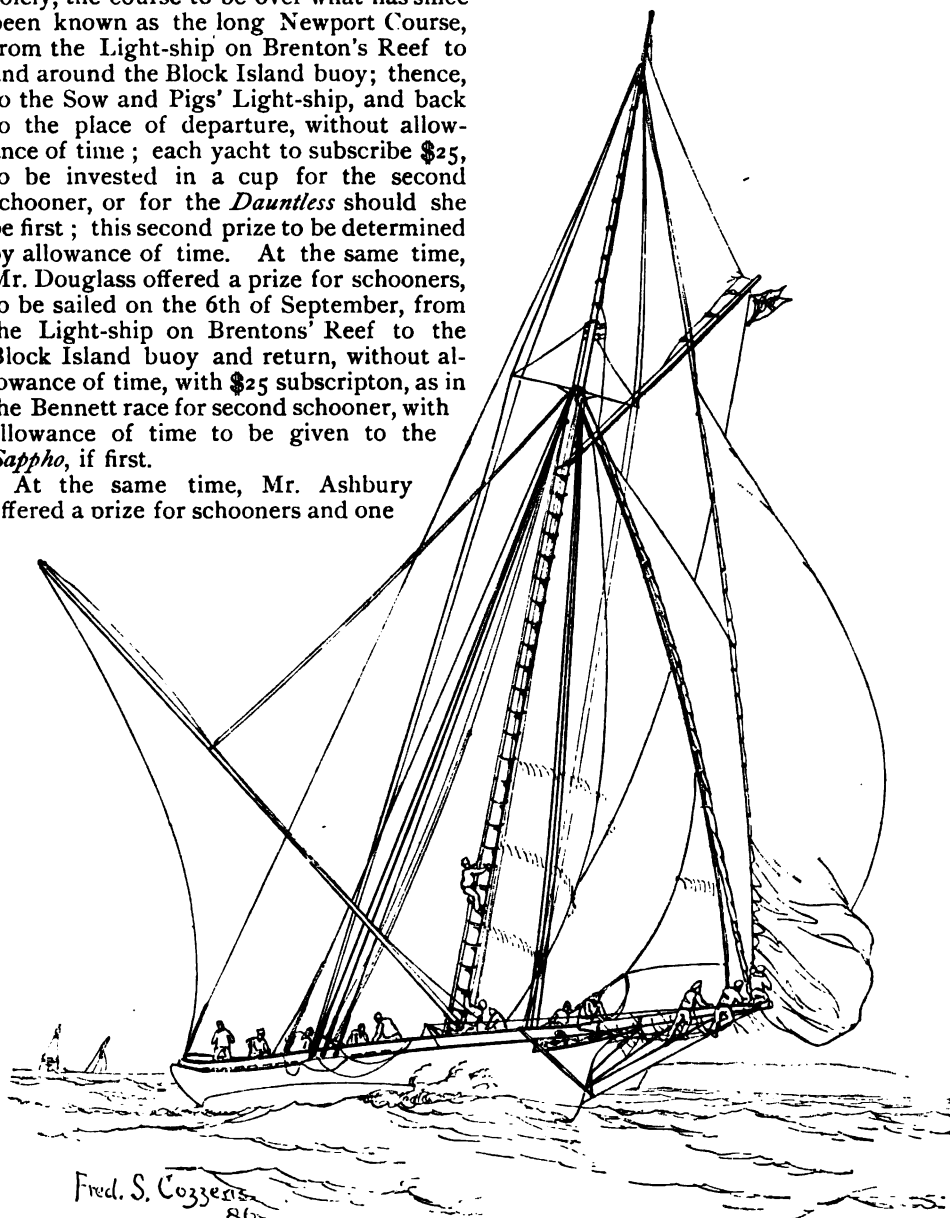 been known as the long Newport Course,
from the Light-ship on Brenton's Reef to
and around the Block Island buoy; thence,
to the Sow and Pigs' Light-ship, and back
to the place of departure, without allow-
ance of time ; each yacht to subscribe $25,
to be invested in a cup for the second
schooner, or for the Dauntless should she
be first ; this second prize to be determined
by allowance of time. At the same time,
Mr. Douglass offered a prize for schooners,
to be sailed on the 6th of September, from
the Light-ship on Brentons' Reef to the
Block Island buoy and return, without al-
lowance of time, with $25 subscripton, as in
the Bennett race for second schooner, with
allowance of time to be given to the
Sappho, if first.
At the same time, Mr. Ashbury
offered a prize for schooners and one
Fred. S. Cozzens